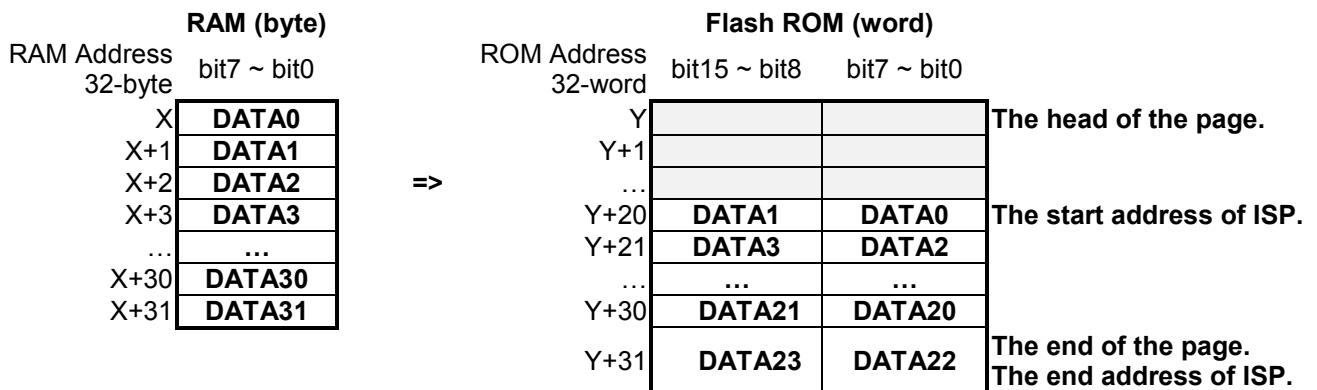 RAM (byte) Flash ROM (word)
RAM Address 32-byte bit7 ~ bit0 ROM Address 32-word bit15 ~ bit8 bit7 ~ bit0
X DATA0 Y The head of the page.
X+1 DATA1 Y+1
X+2 DATA2 => …
X+3 DATA3 Y+20 DATA1 DATA0 The start address of ISP.
… … Y+21 DATA3 DATA2
X+30 DATA30 … … …
X+31 DATA31 Y+30 DATA21 DATA20
Y+31 DATA23 DATA22 The end of the page.
The end address of ISP.